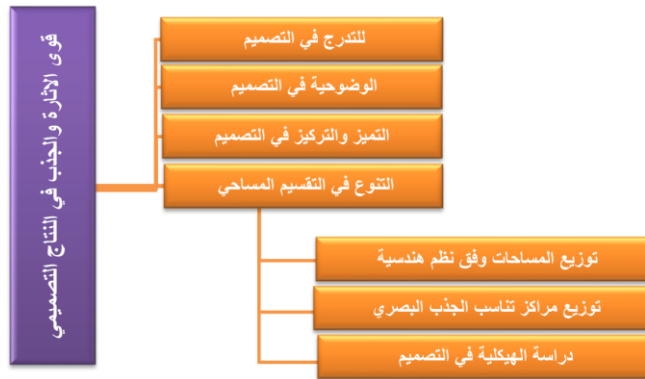 قوى الاثارة والجذب في النتاج التصميمي
للتدرج في التصميم
الوضوحية في التصميم
التميز والتركيز في التصميم
التنوع في التقسيم المساحي
توزيع المساحات وفق نظم هندسية
توزيع مراكز تناسب الجذب البصري
دراسة الهيكلية في التصميم